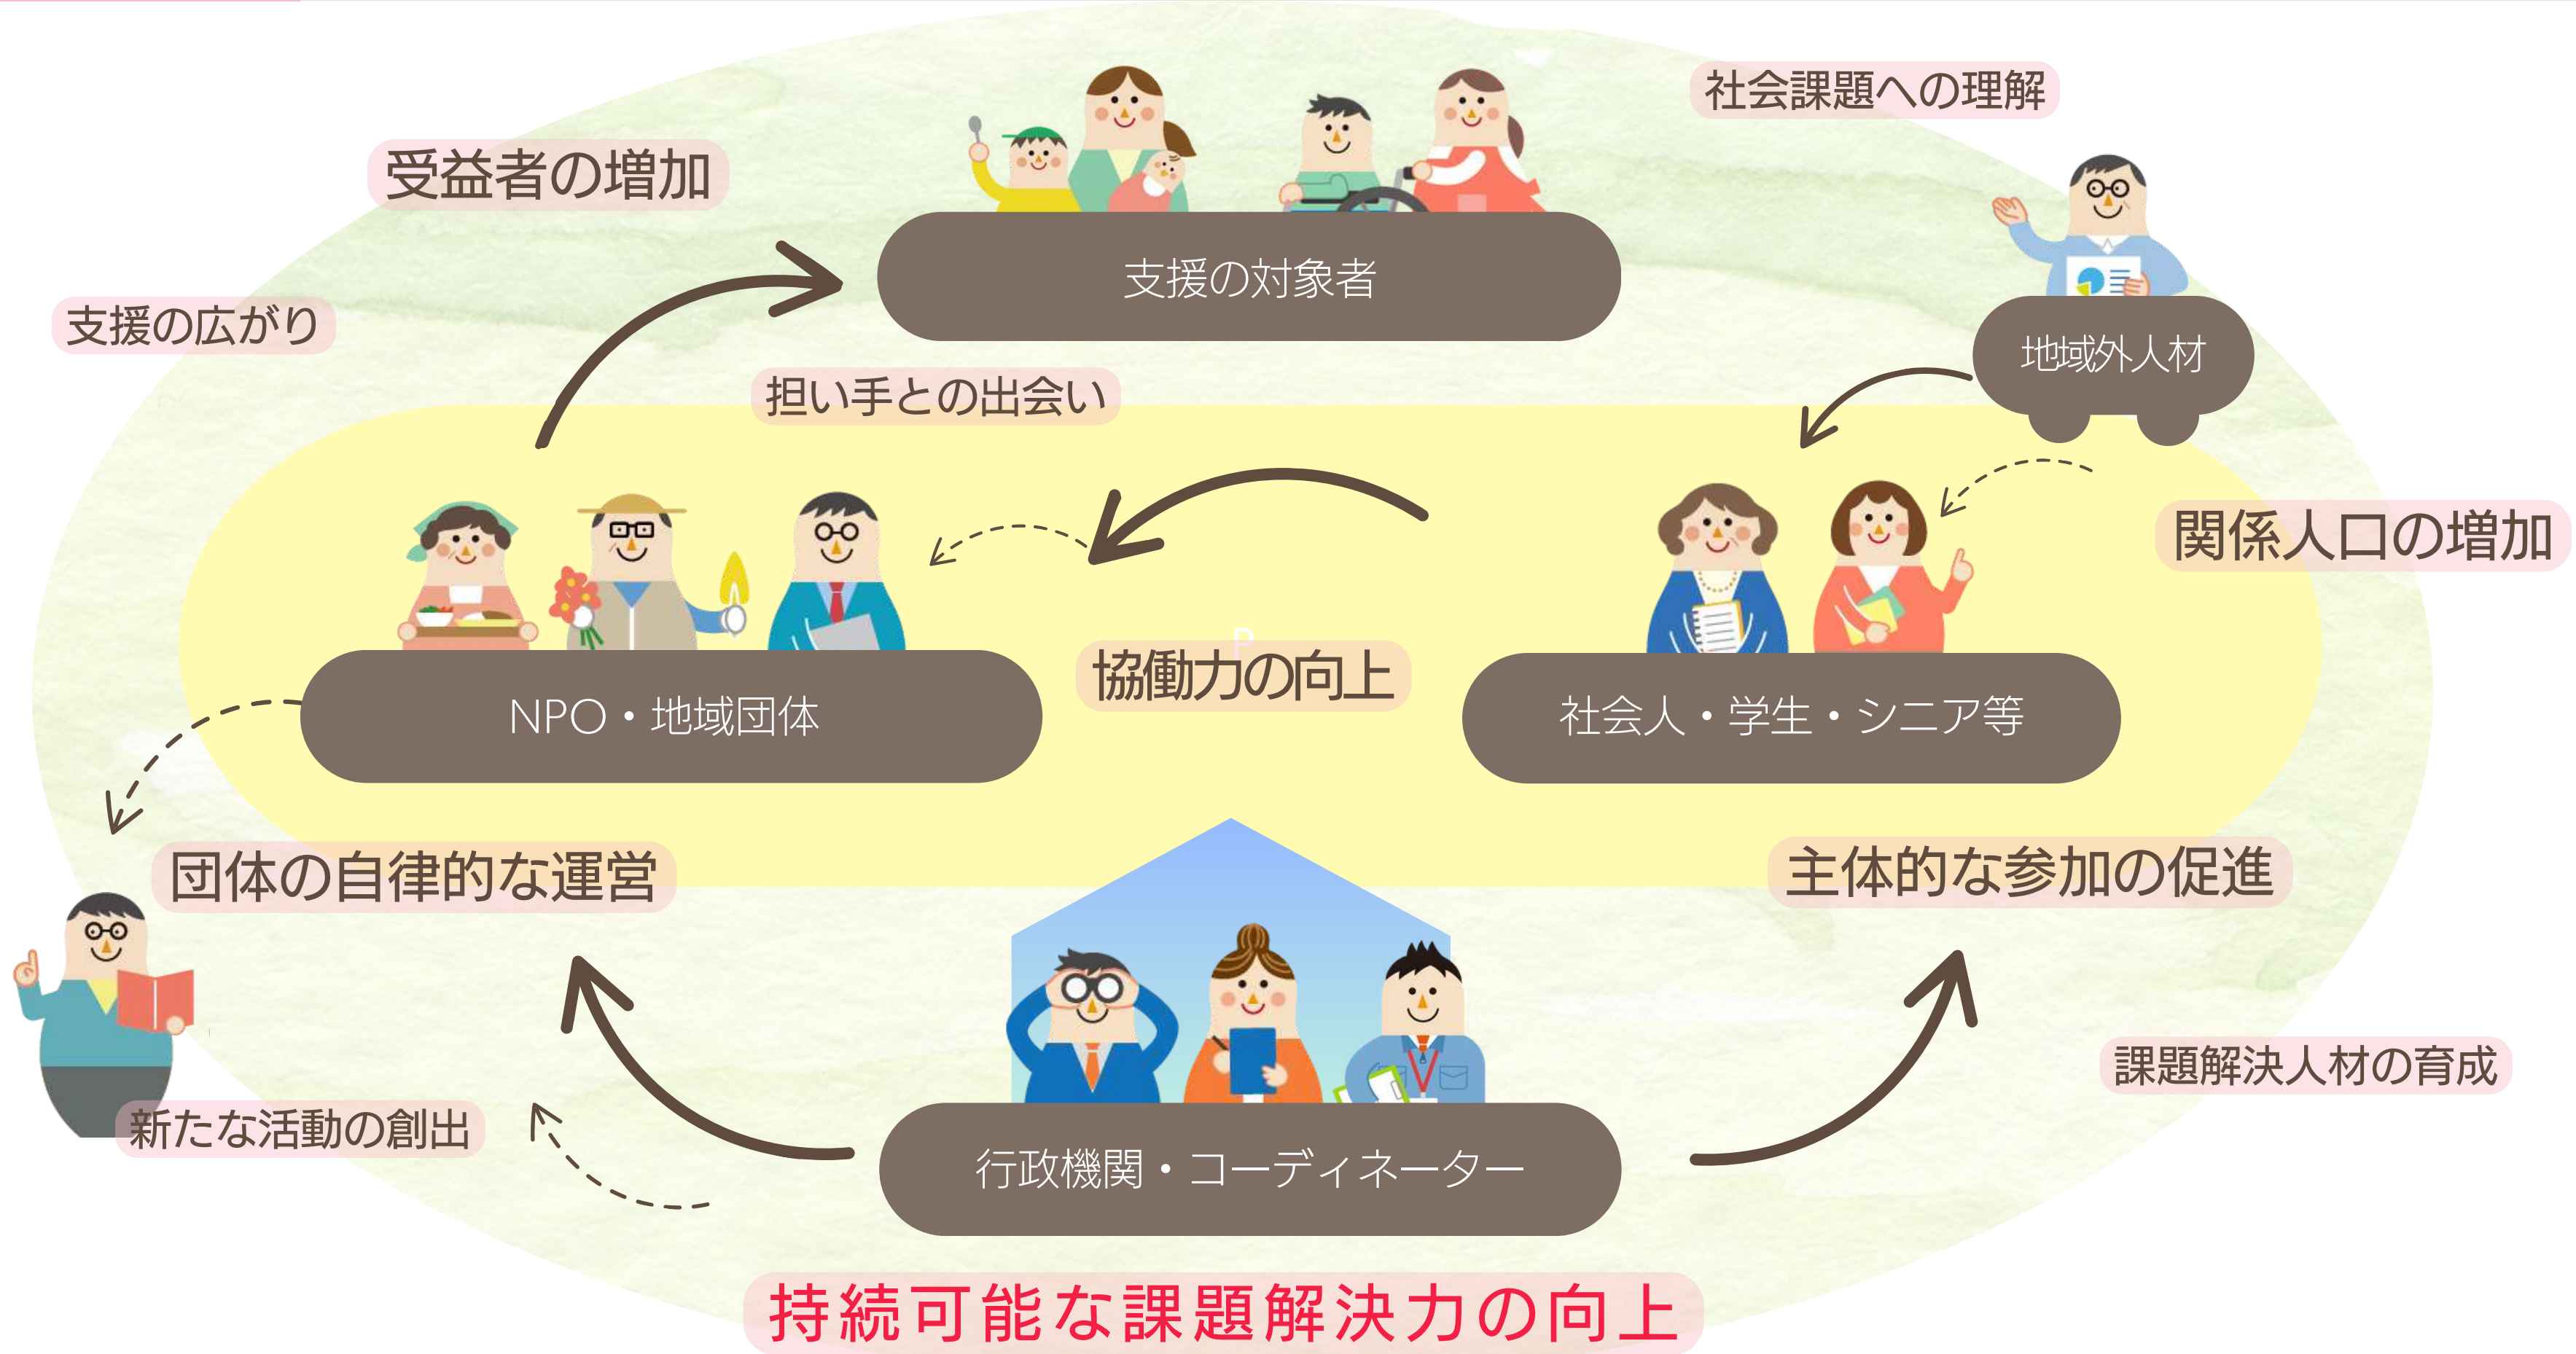 社会課題への理解
受益者の増加
支援の対象者
支援の広がり
地域外人材
担い手との出会い
関係人口の増加
P
協働力の向上
NPO・地域団体
社会人・学生・シニア等
団体の自律的な運営
主体的な参加の促進
課題解決人材の育成
新たな活動の創出
行政機関・コーディネーター
持続可能な課題解決力の向上